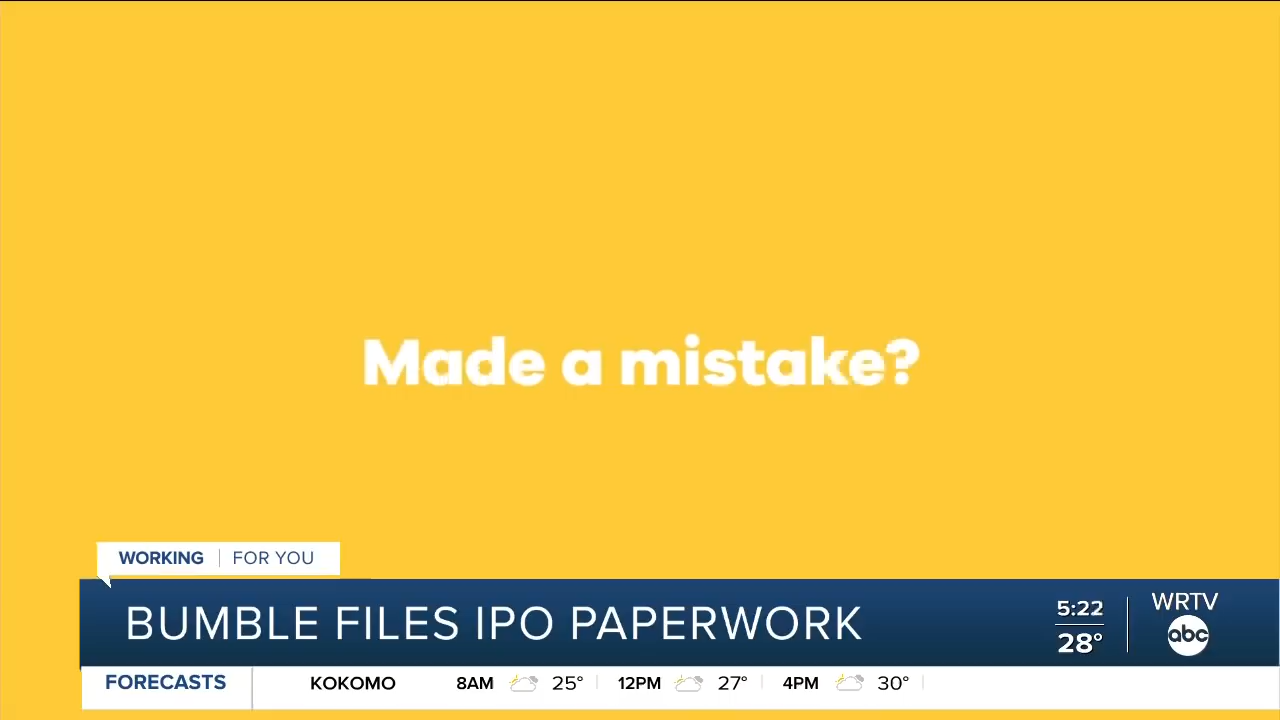 Made a mistake?
WORKING FOR YOU
BUMBLE FILES IPO PAPERWORK
5:22
28°
WRTV
abc
FORECASTS KOKOMO 8AM 25° 12PM 27° 4PM 30°